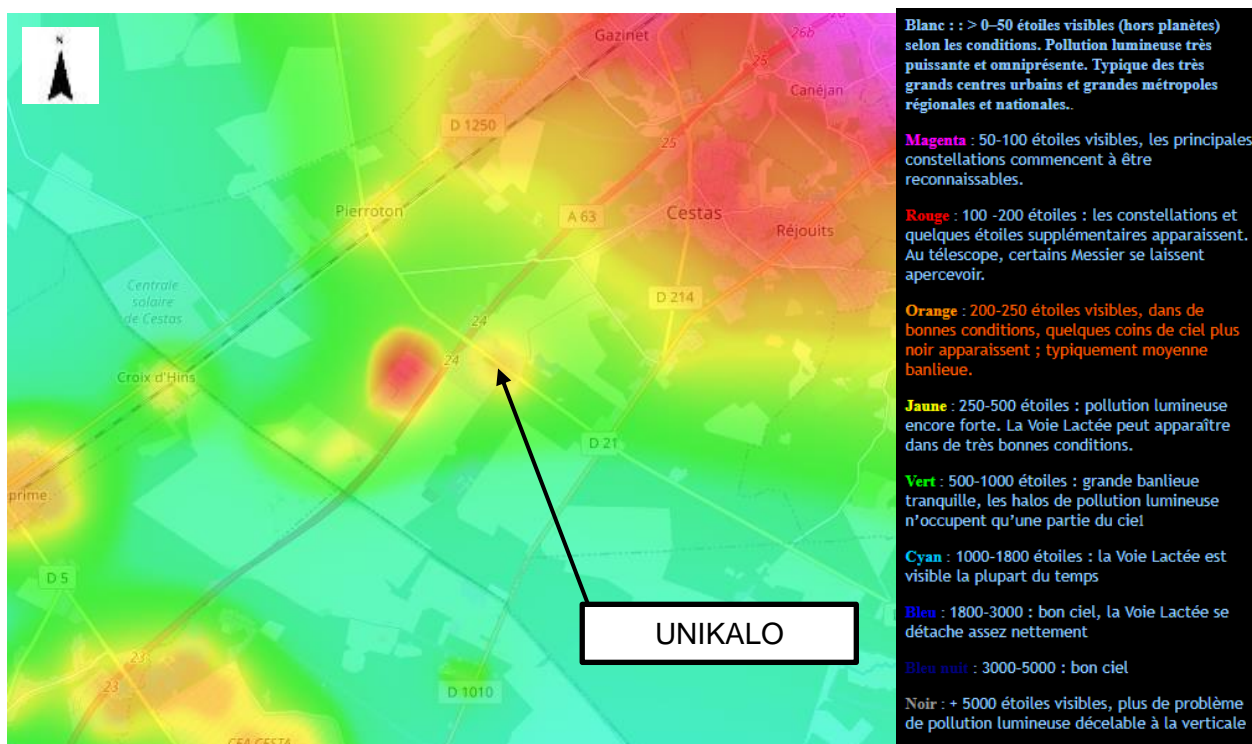 N
Gazinet
26b
25
Canéjan
D 1250
25
Pierroton
A 63
Cestas
Réjouits
Centrale
solaire
de Cestas
D 214
24
24
Croix d'Hins
D 21
prime
D 5
UNIKALO
23
23
D 1010
CEA CESTA
Blanc : : > 0–50 étoiles visibles (hors planètes)
selon les conditions. Pollution lumineuse très
puissante et omniprésente. Typique des très
grands centres urbains et grandes métropoles
régionales et nationales..
Magenta : 50-100 étoiles visibles, les principales
constellations commencent à être
reconnaissables.
Rouge : 100 -200 étoiles : les constellations et
quelques étoiles supplémentaires apparaissent.
Au télescope, certains Messier se laissent
apercevoir.
Orange : 200-250 étoiles visibles, dans de
bonnes conditions, quelques coins de ciel plus
noir apparaissent ; typiquement moyenne
banlieue.
Jaune : 250-500 étoiles : pollution lumineuse
encore forte. La Voie Lactée peut apparaître
dans de très bonnes conditions.
Vert : 500-1000 étoiles : grande banlieue
tranquille, les halos de pollution lumineuse
n'occupent qu'une partie du ciel
Cyan : 1000-1800 étoiles : la Voie Lactée est
visible la plupart du temps
Bleu : 1800-3000 : bon ciel, la Voie Lactée se
détache assez nettement
Bleu nuit : 3000-5000 : bon ciel
Noir : + 5000 étoiles visibles, plus de problème
de pollution lumineuse décelable à la verticale